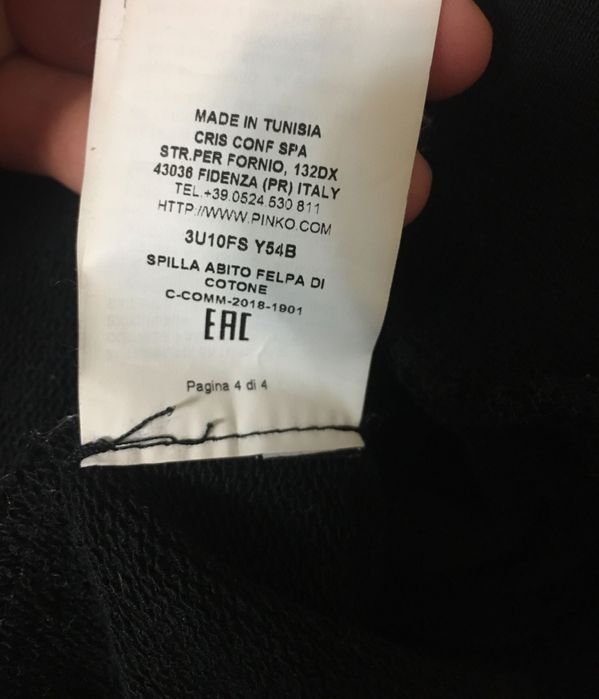 MADE IN TUNISIA
CRIS CONF SPA
STR.PER FORNIO, 132DX
43036 FIDENZA (PR) ITALY
TEL.+39.0524.530 811
HTTP://WWW.PINKO.COM
3U10FS Y54B
SPILLA ABITO FELPA DI
COTONE
C-COMM-2018-1901
EAC
Pagina 4 di 4